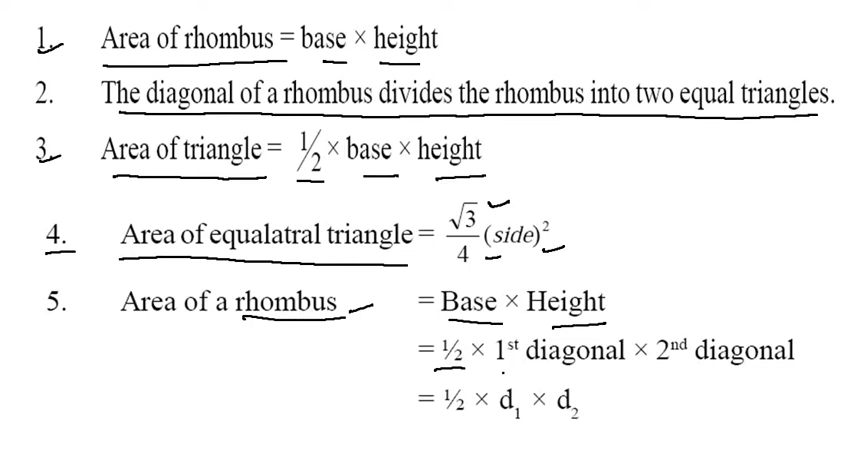 1. Area of rhombus = base × height
2. The diagonal of a rhombus divides the rhombus into two equal triangles.
3. Area of triangle = 1/2 × base × height
4. Area of equalatral triangle = √3/4 (side)²
5. Area of a rhombus = Base × Height
= ½ × 1ˢᵗ diagonal × 2ⁿᵈ diagonal
= ½ × d₁ × d₂